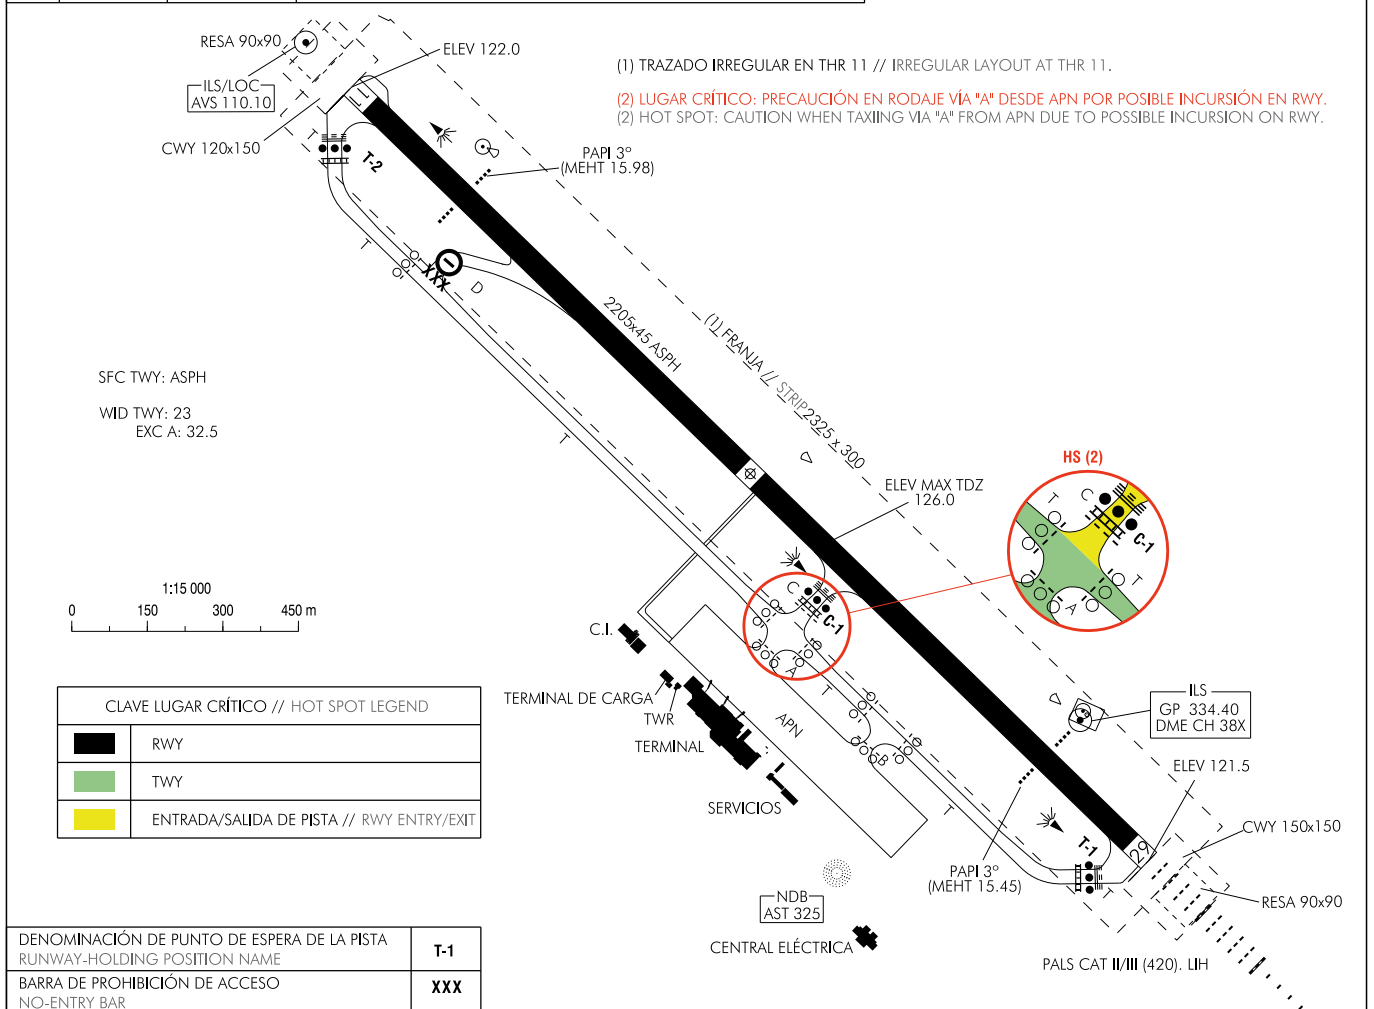 RESA 90x90
ELEV 122.0
(1) TRAZADO IRREGULAR EN THR 11 // IRREGULAR LAYOUT AT THR 11.
ILS/LOC
AVS 110.10
(2) LUGAR CRÍTICO: PRECAUCIÓN EN RODAJE VÍA "A" DESDE APN POR POSIBLE INCURSIÓN EN RWY.
(2) HOT SPOT: CAUTION WHEN TAXIING VIA "A" FROM APN DUE TO POSSIBLE INCURSION ON RWY.
11
T
CWY 120x150
T
T-2
PAPI 3º
(MEHT 15.98)
T
XXX
D
2205x45 ASPH
(1) FRANJA // STRIP 2325 x 300
SFC TWY: ASPH
WID TWY: 23
EXC A: 32.5
T
HS (2)
ELEV MAX TDZ
126.0
T
C
C-1
T
A
1:15 000
0 150 300 450 m
C
C-1
A
C.I.
T
TERMINAL DE CARGA
TWR
TERMINAL
APN
B
SERVICIOS
T
ILS
GP 334.40
DME CH 38X
ELEV 121.5
CLAVE LUGAR CRÍTICO // HOT SPOT LEGEND
RWY
TWY
ENTRADA/SALIDA DE PISTA // RWY ENTRY/EXIT
CWY 150x150
T-1
29
PAPI 3º
(MEHT 15.45)
RESA 90x90
NDB
AST 325
CENTRAL ELÉCTRICA
PALS CAT II/III (420). LIH
DENOMINACIÓN DE PUNTO DE ESPERA DE LA PISTA
RUNWAY-HOLDING POSITION NAME
T-1
BARRA DE PROHIBICIÓN DE ACCESO
NO-ENTRY BAR
XXX